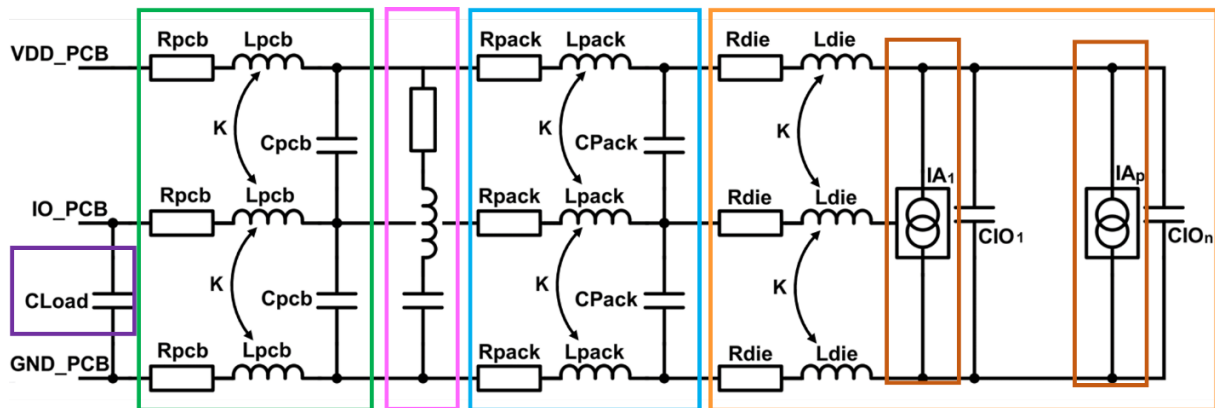 Rpcb Lpcb Rpack Lpack Rdie Ldie
VDD_PCB
K Cpcb K CPack K
IA1 IAp
Rpcb Lpcb Rpack Lpack Rdie Ldie
IO_PCB
CIO1 CIOn
CLoad K Cpcb K CPack K
Rpcb Lpcb Rpack Lpack Rdie Ldie
GND_PCB